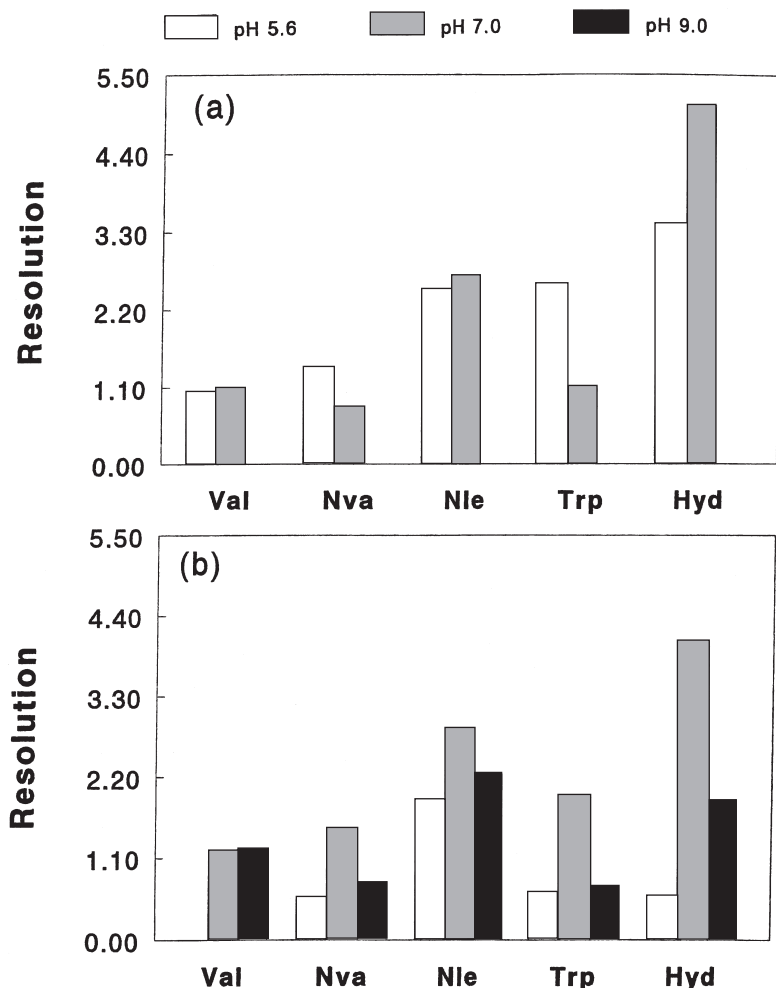 pH 5.6 pH 7.0 pH 9.0
(a)
Resolution
5.50
4.40
3.30
2.20
1.10
0.00
Val Nva Nle Trp Hyd
(b)
Resolution
5.50
4.40
3.30
2.20
1.10
0.00
Val Nva Nle Trp Hyd